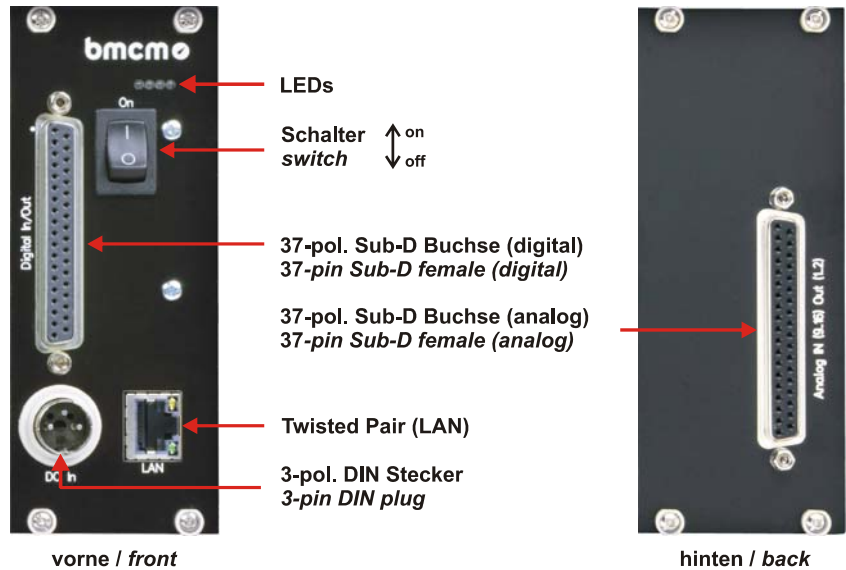 bmcm
LEDs
On
Schalter
switch
on
off
I
O
Digital In/Out
37-pol. Sub-D Buchse (digital)
37-pin Sub-D female (digital)
37-pol. Sub-D Buchse (analog)
37-pin Sub-D female (analog)
Analog IN (9..16) Out (1..2)
Twisted Pair (LAN)
DC In
LAN
3-pol. DIN Stecker
3-pin DIN plug
vorne / front
hinten / back